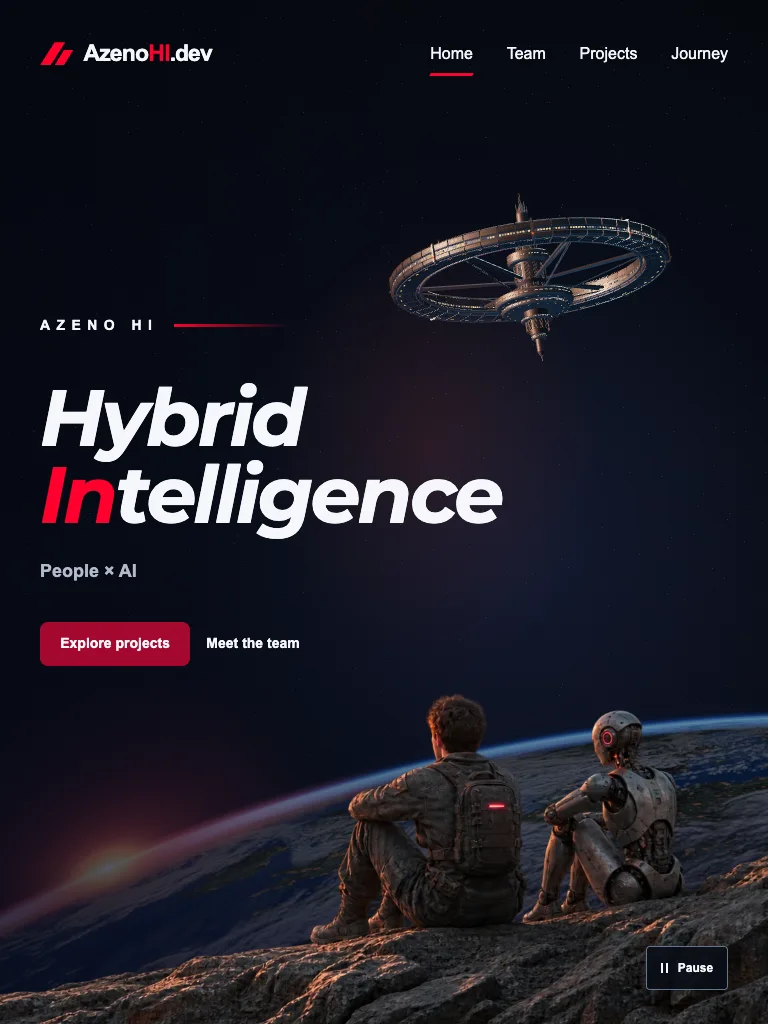 AzenoHI.dev
Home Team Projects Journey
AZENO HI
Hybrid
Intelligence
People × AI
Explore projects Meet the team
Pause